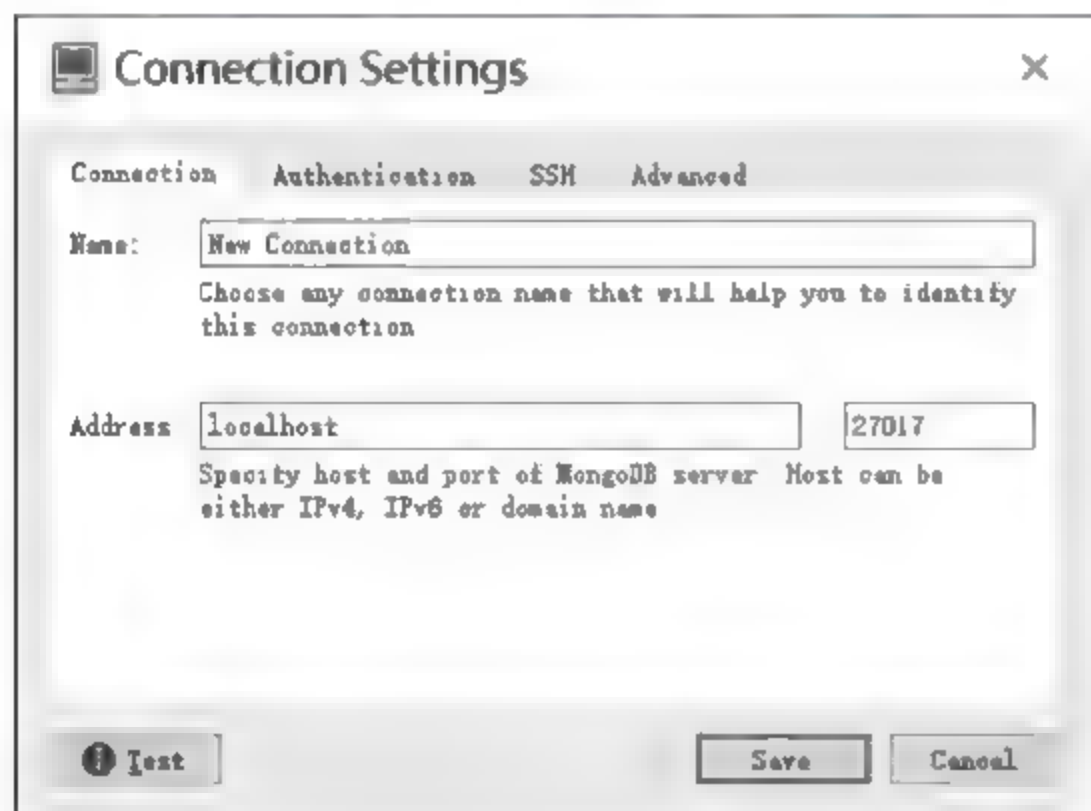 Connection Settings
Connection Authentication SSM Advanced
Name: New Connection
Choose any connection name that will help you to identify
this connection
Address localhost 27017
Specify host and port of MongoDB server Host can be
either IPv4, IPv6 or domain name
Test Save Cancel